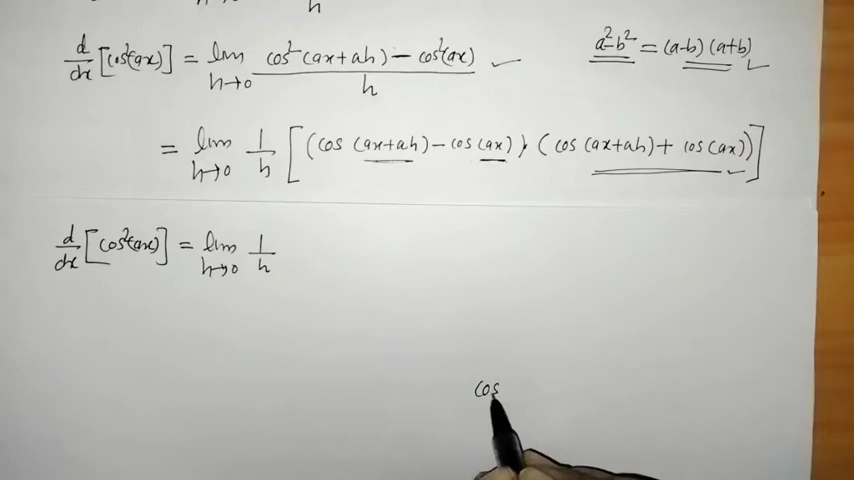 h
d/dx [cos²(ax)] = lim h→0 (cos²(ax+ah) − cos²(ax))/h ✓
a²−b² = (a−b)(a+b) ✓
= lim h→0 1/h [(cos(ax+ah)−cos(ax)), (cos(ax+ah)+cos(ax))]
d/dx [cos²(ax)] = lim h→0 1/h
cos